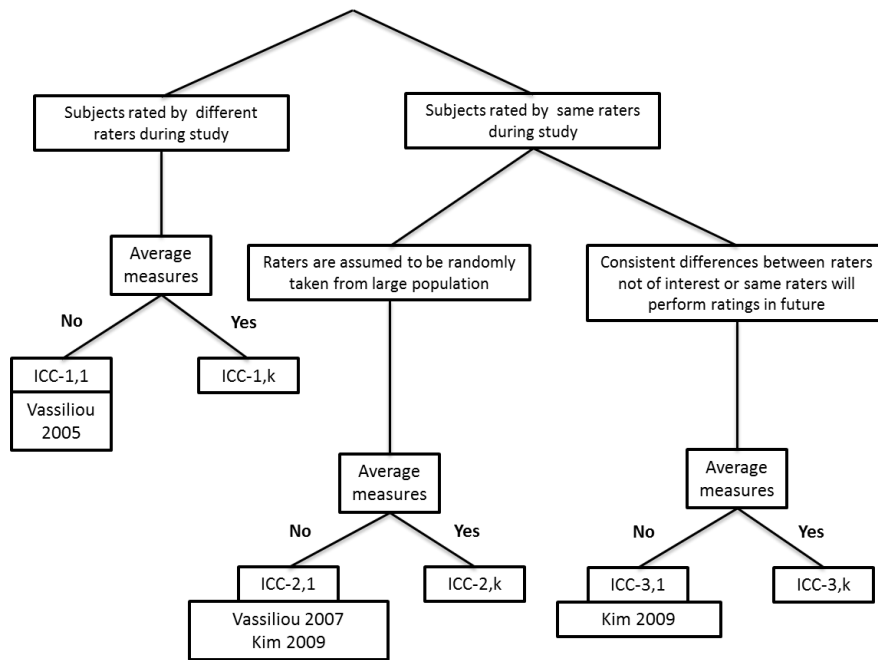 Subjects rated by different
raters during study
Subjects rated by same raters
during study
Average
measures
Raters are assumed to be randomly
taken from large population
Consistent differences between raters
not of interest or same raters will
perform ratings in future
No
Yes
ICC-1,1
ICC-1,k
Vassiliou
2005
Average
measures
Average
measures
No
Yes
No
Yes
ICC-2,1
ICC-2,k
ICC-3,1
ICC-3,k
Vassiliou 2007
Kim 2009
Kim 2009